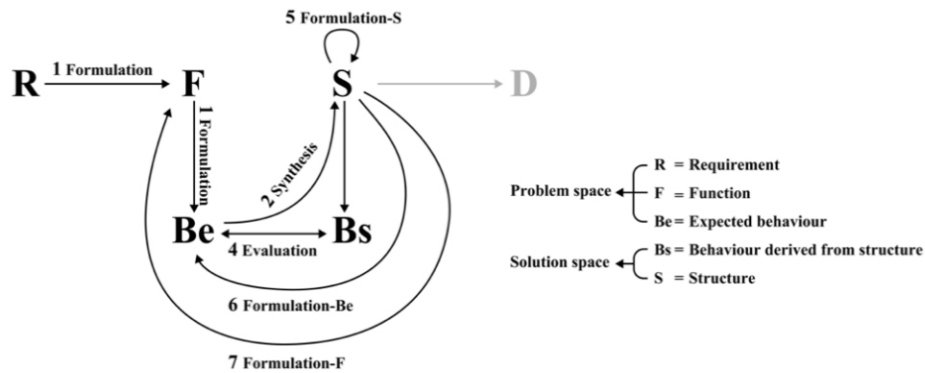 5 Formulation-S
R
1 Formulation
F
S
D
1 Formulation
2 Synthesis
Be
4 Evaluation
Bs
6 Formulation-Be
7 Formulation-F
Problem space
R = Requirement
F = Function
Be= Expected behaviour
Solution space
Bs= Behaviour derived from structure
S = Structure